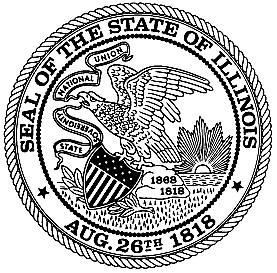 SEAL OF THE STATE OF ILLINOIS
STATE
SOVEREIGNTY
NATIONAL
UNION
1868
1818
AUG. 26TH 1818